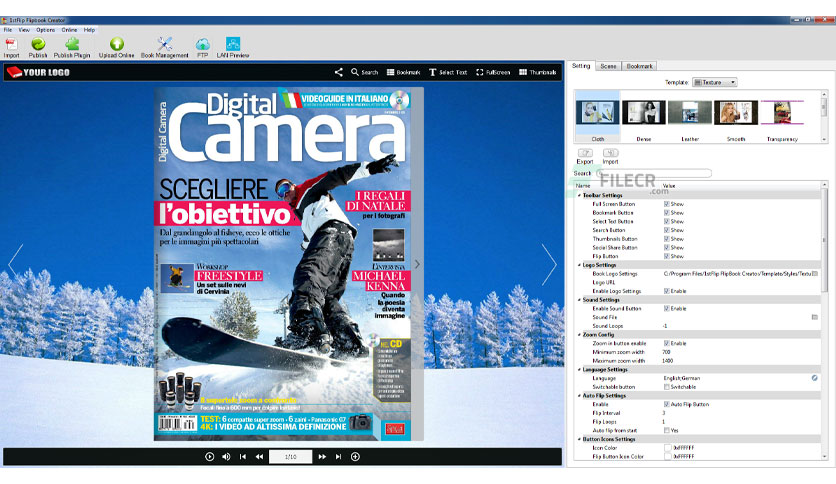 1stFlip Flipbook Creator
File View Options Online Help
Import Publish Publish Plugin Upload Online Book Management FTP LAN Preview
YOUR LOGO
Search Bookmark Select Text FullScreen Thumbnails
Digital Camera
VIDEOGUIDE IN ITALIANO
Digital
Camera
SCEGLIERE
l'obiettivo
Dal grandangolo al fisheye, ecco le ottiche
per le immagini più spettacolari
I REGALI
DI NATALE
per i fotografi
WORKSHOP
FREESTYLE
Un set sulle nevi
di Cervinia
INTERVISTA
MICHAEL
KENNA
Quando
la poesia
diventa
immagine
NEL CD
8 supertele zoom a confronto
TEST: 6 compatte super zoom - 6 zaini - Panasonic G7
4K: I VIDEO AD ALTISSIMA DEFINIZIONE
1/10
Setting Scene Bookmark
Template: Texture
Cloth Dense Leather Smooth Transparency
Export Import
Search
FILECR
.com
Name Value
Toolbar Settings
Full Screen Button Show
Bookmark Button Show
Select Text Button Show
Search Button Show
Thumbnails Button Show
Social Share Button Show
Flip Button Show
Logo Settings
Book Logo Settings C:/Program Files/1stFlip FlipBook Creator/Template/Styles/Textu
Logo URL
Enable Logo Settings Enable
Sound Settings
Enable Sound Button Enable
Sound File
Sound Loops -1
Zoom Config
Zoom in button enable Enable
Minimum zoom width 700
Maximum zoom width 1400
Language Settings
Language English;German
Switchable button Switchable
Auto Flip Settings
Enable Auto Flip Button
Flip Interval 3
Flip Loops 1
Auto flip from start Yes
Button Icons Settings
Icon Color 0xFFFFFF
Flip Button Icon Color 0xFFFFFF